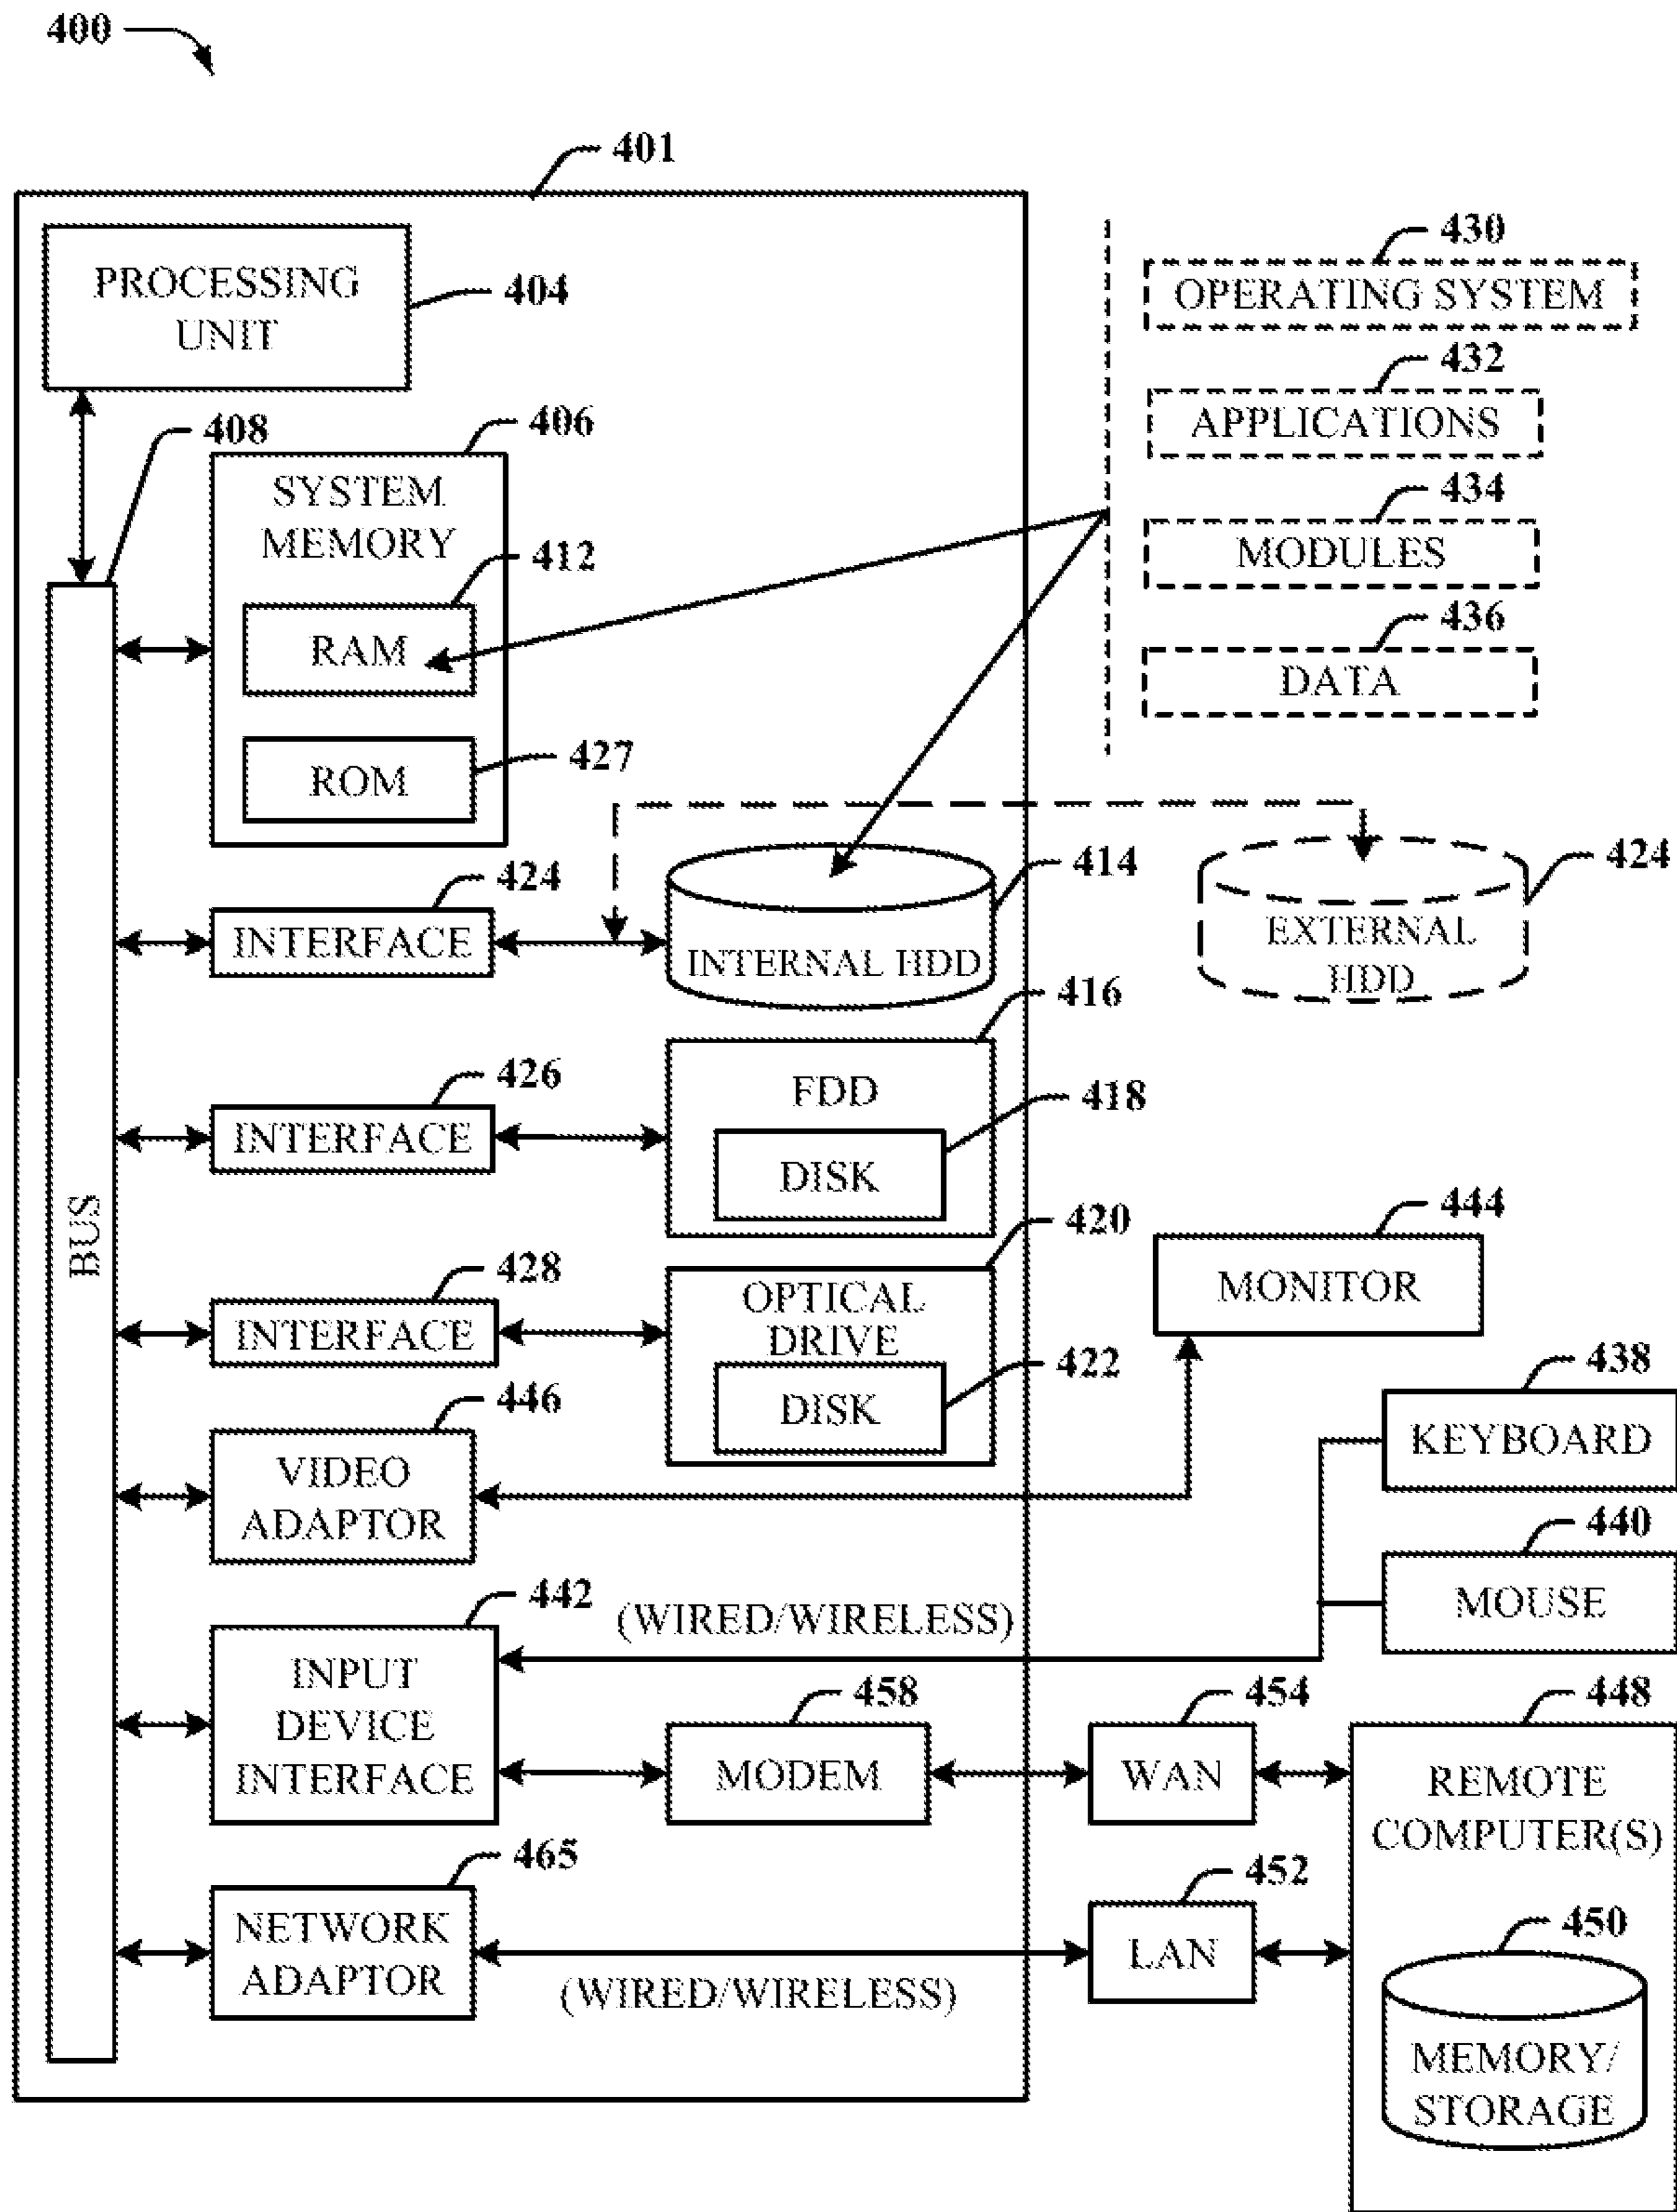 400
401
PROCESSING
UNIT
404
408
406
SYSTEM
MEMORY
412
RAM
427
ROM
430
OPERATING SYSTEM
432
APPLICATIONS
434
MODULES
436
DATA
BUS
424
INTERFACE
414
INTERNAL HDD
424
EXTERNAL
HDD
426
INTERFACE
416
FDD
418
DISK
428
INTERFACE
420
OPTICAL
DRIVE
422
DISK
444
MONITOR
446
VIDEO
ADAPTOR
438
KEYBOARD
440
MOUSE
442
INPUT
DEVICE
INTERFACE
(WIRED/WIRELESS)
458
MODEM
454
WAN
448
REMOTE
COMPUTER(S)
465
NETWORK
ADAPTOR
(WIRED/WIRELESS)
452
LAN
450
MEMORY/
STORAGE